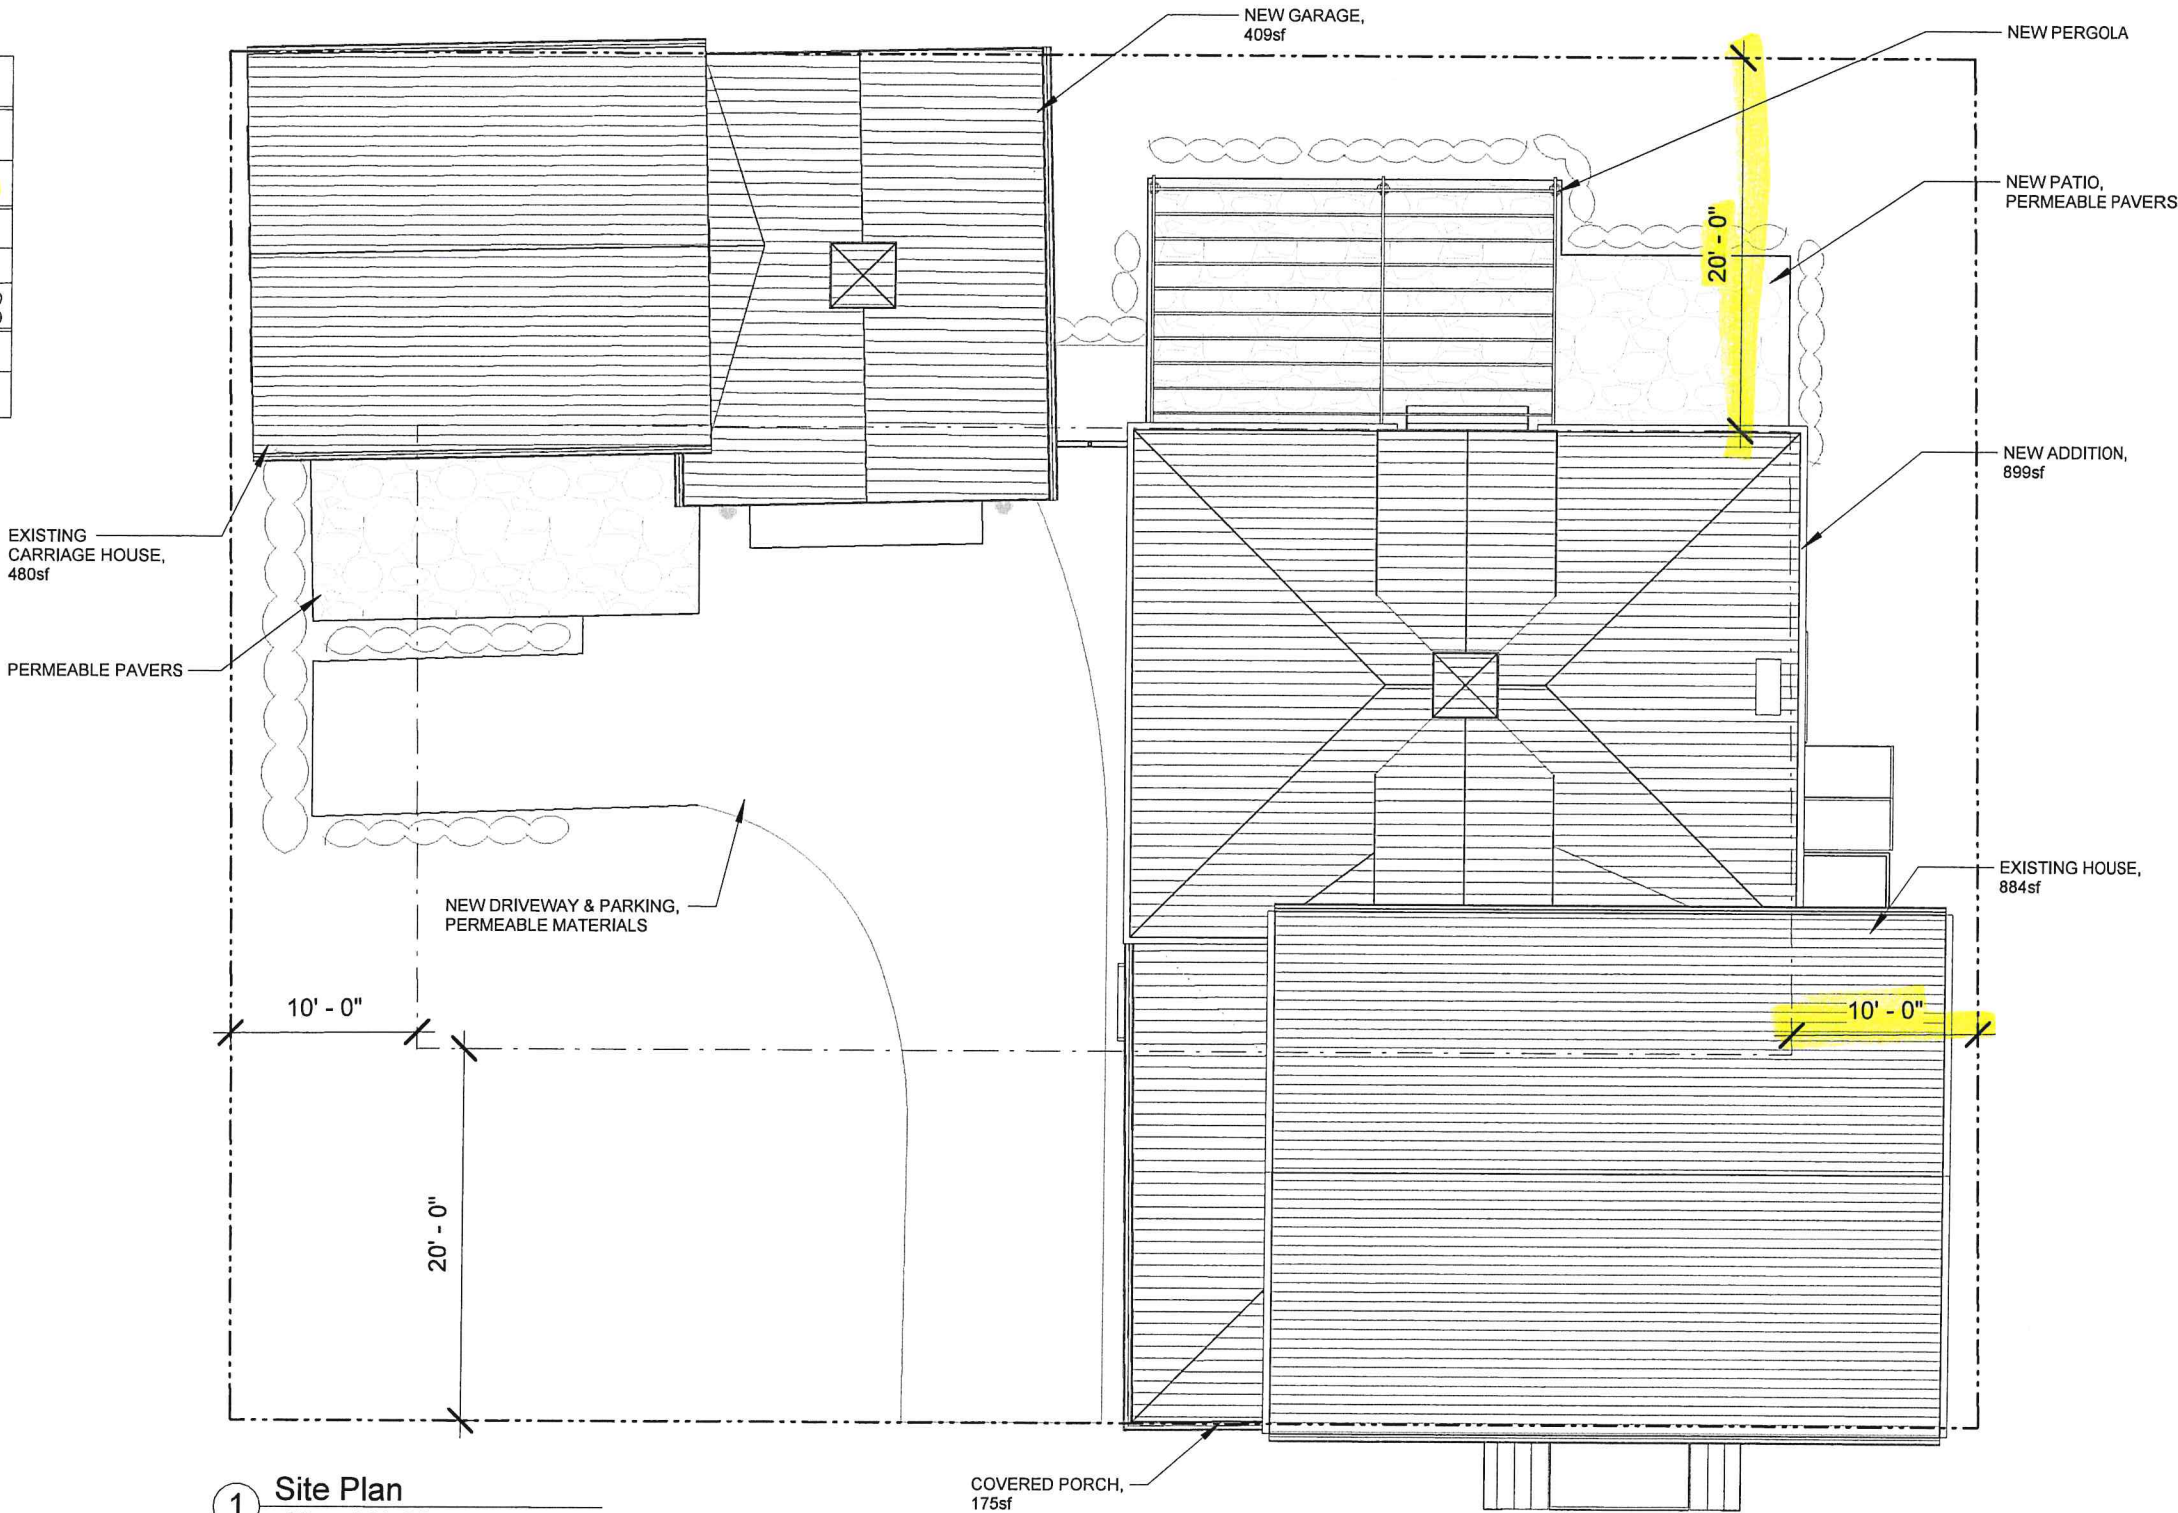 NEW GARAGE,
409sf
NEW PERGOLA
NEW PATIO,
PERMEABLE PAVERS
20' - 0"
NEW ADDITION,
899sf
EXISTING
CARRIAGE HOUSE,
480sf
PERMEABLE PAVERS
EXISTING HOUSE,
884sf
NEW DRIVEWAY & PARKING,
PERMEABLE MATERIALS
10' - 0"
10' - 0"
20' - 0"
COVERED PORCH,
175sf
1
Site Plan